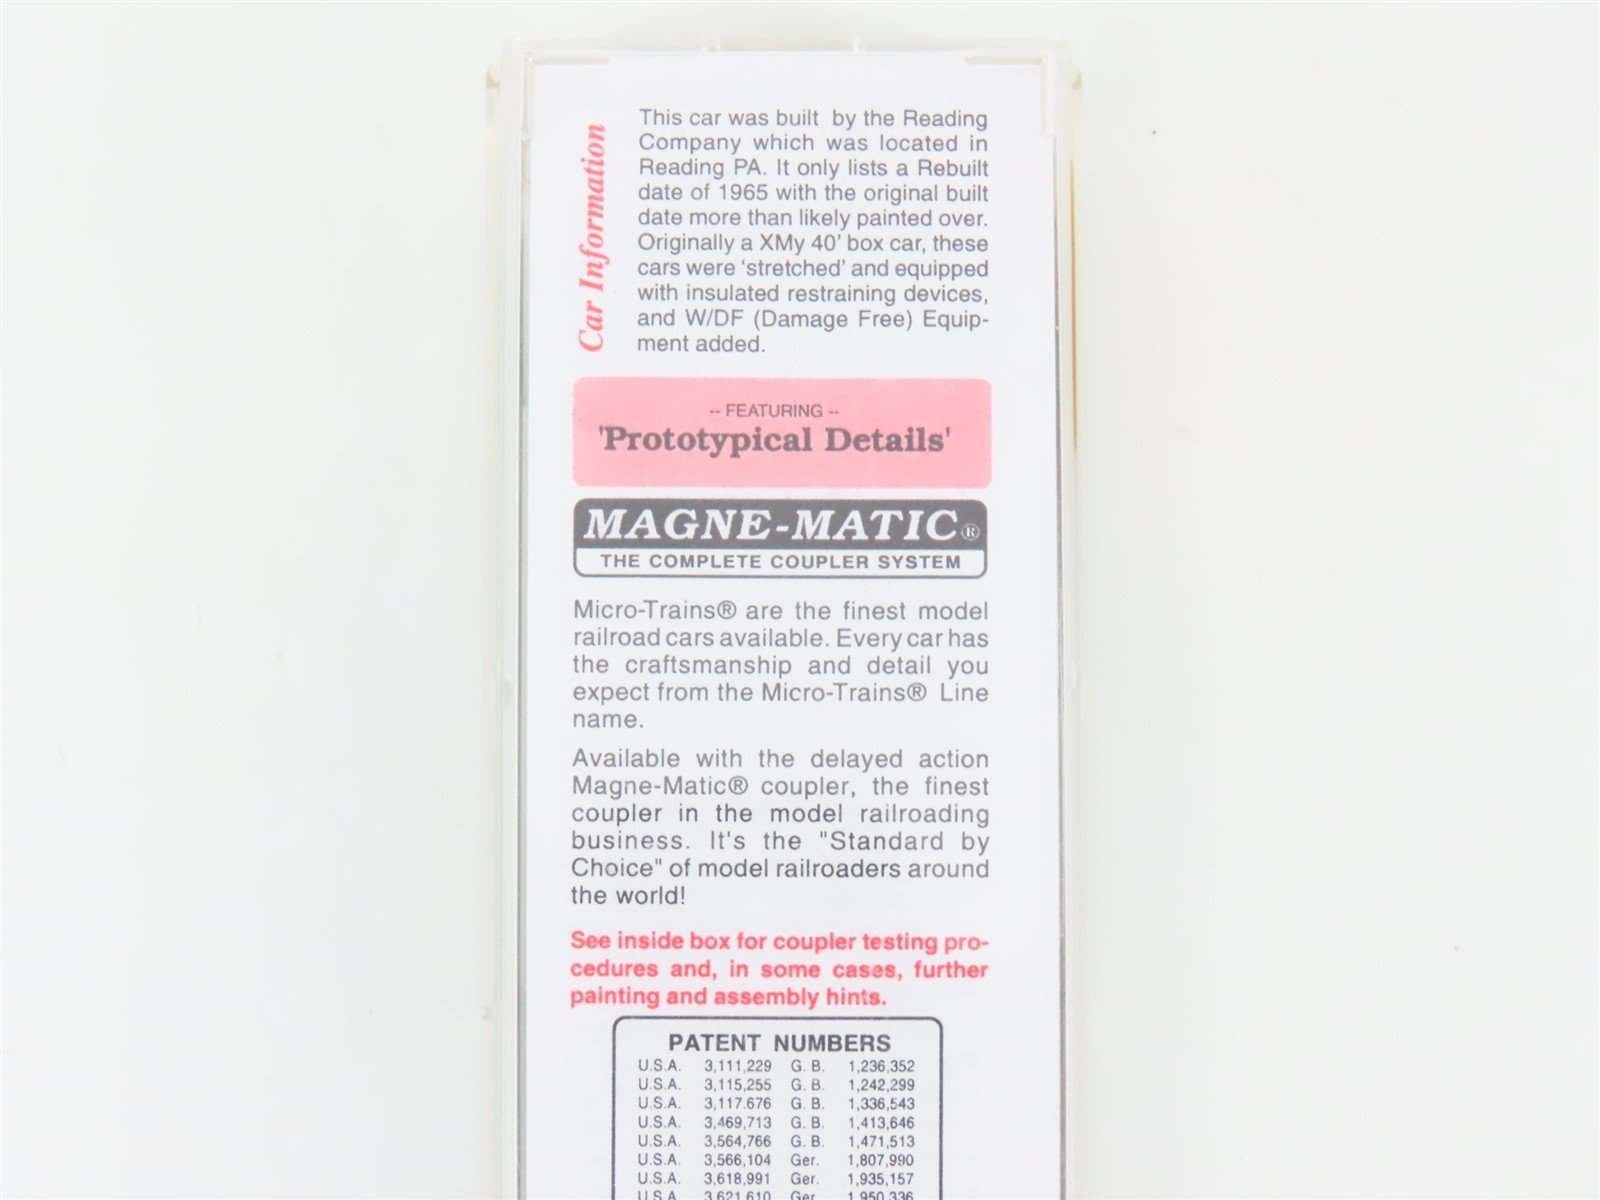 Car Information
This car was built by the Reading
Company which was located in
Reading PA. It only lists a Rebuilt
date of 1965 with the original built
date more than likely painted over.
Originally a XMy 40' box car, these
cars were 'stretched' and equipped
with insulated restraining devices,
and W/DF (Damage Free) Equip-
ment added.
-- FEATURING --
'Prototypical Details'
MAGNE-MATIC®
THE COMPLETE COUPLER SYSTEM
Micro-Trains® are the finest model
railroad cars available. Every car has
the craftsmanship and detail you
expect from the Micro-Trains® Line
name.
Available with the delayed action
Magne-Matic® coupler, the finest
coupler in the model railroading
business. It's the "Standard by
Choice" of model railroaders around
the world!
See inside box for coupler testing pro-
cedures and, in some cases, further
painting and assembly hints.
PATENT NUMBERS
U.S.A. 3,111,229 G. B. 1,236,352
U.S.A. 3,115,255 G. B. 1,242,299
U.S.A. 3,117.676 G. B. 1,336,543
U.S.A. 3,469,713 G. B. 1,413,646
U.S.A. 3,564,766 G. B. 1,471,513
U.S.A. 3,566,104 Ger. 1,807,990
U.S.A. 3,618,991 Ger. 1,935,157
U.S.A. 3,621,610 Ger. 1,950,336